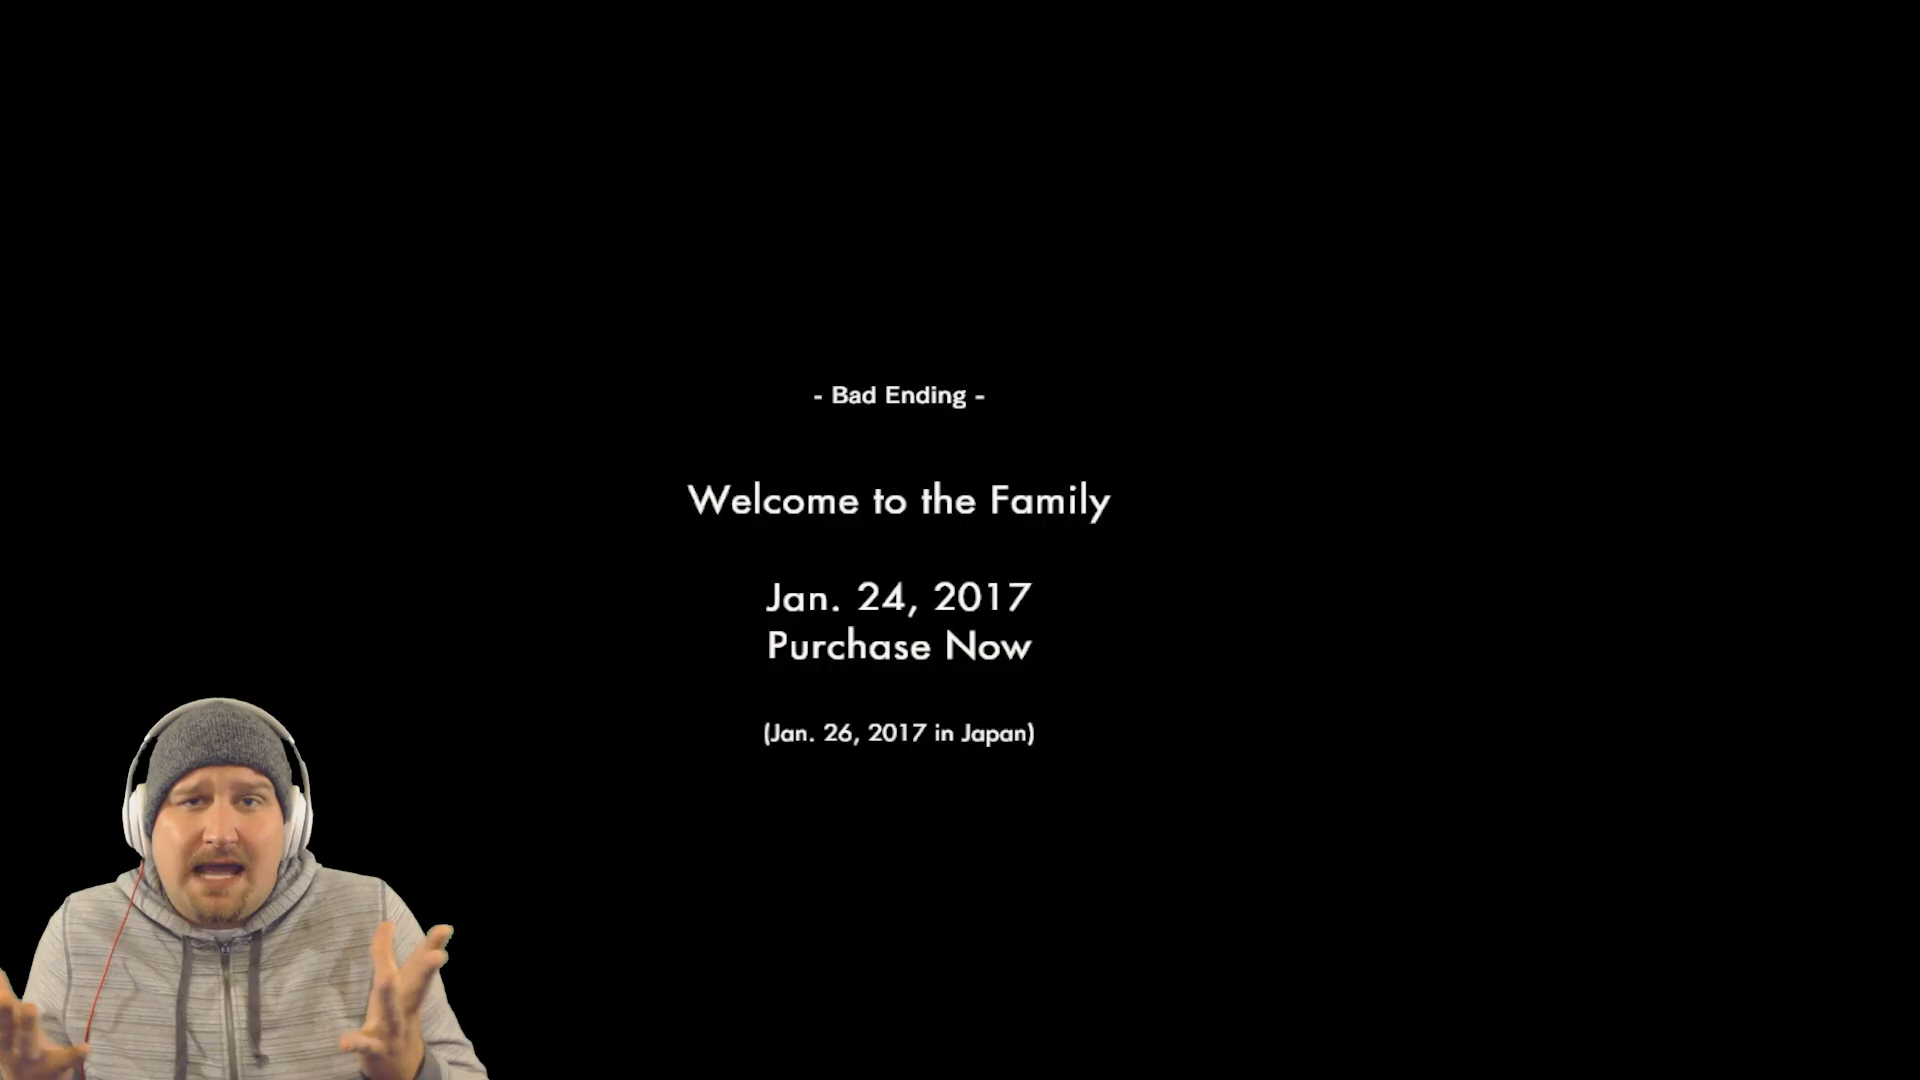 - Bad Ending -
Welcome to the Family
Jan. 24, 2017
Purchase Now
(Jan. 26, 2017 in Japan)